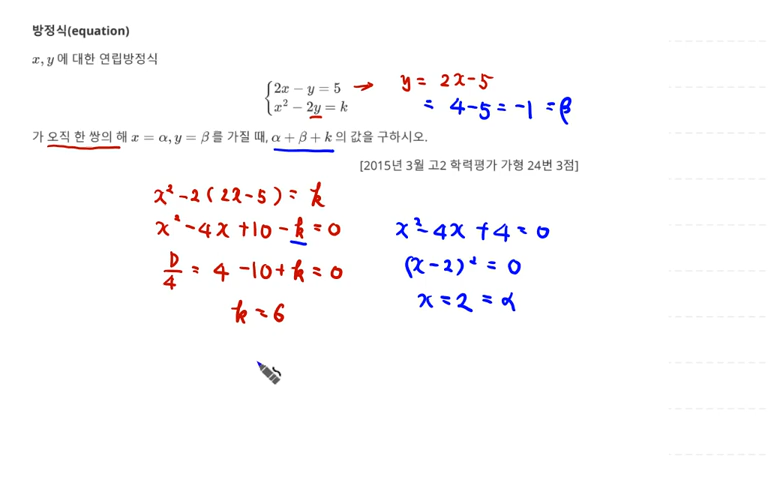 방정식(equation)
x, y 에 대한 연립방정식
{2x − y = 5 → y = 2x-5
x² − 2y = k = 4-5 = -1 = β
가 오직 한 쌍의 해 x = α, y = β 를 가질 때, α + β + k 의 값을 구하시오.
[2015년 3월 고2 학력평가 가형 24번 3점]
x²-2(2x-5) = k
x²-4x+10-k=0
D/4 = 4-10+k=0
k=6
x²-4x+4=0
(x-2)²=0
x=2=α